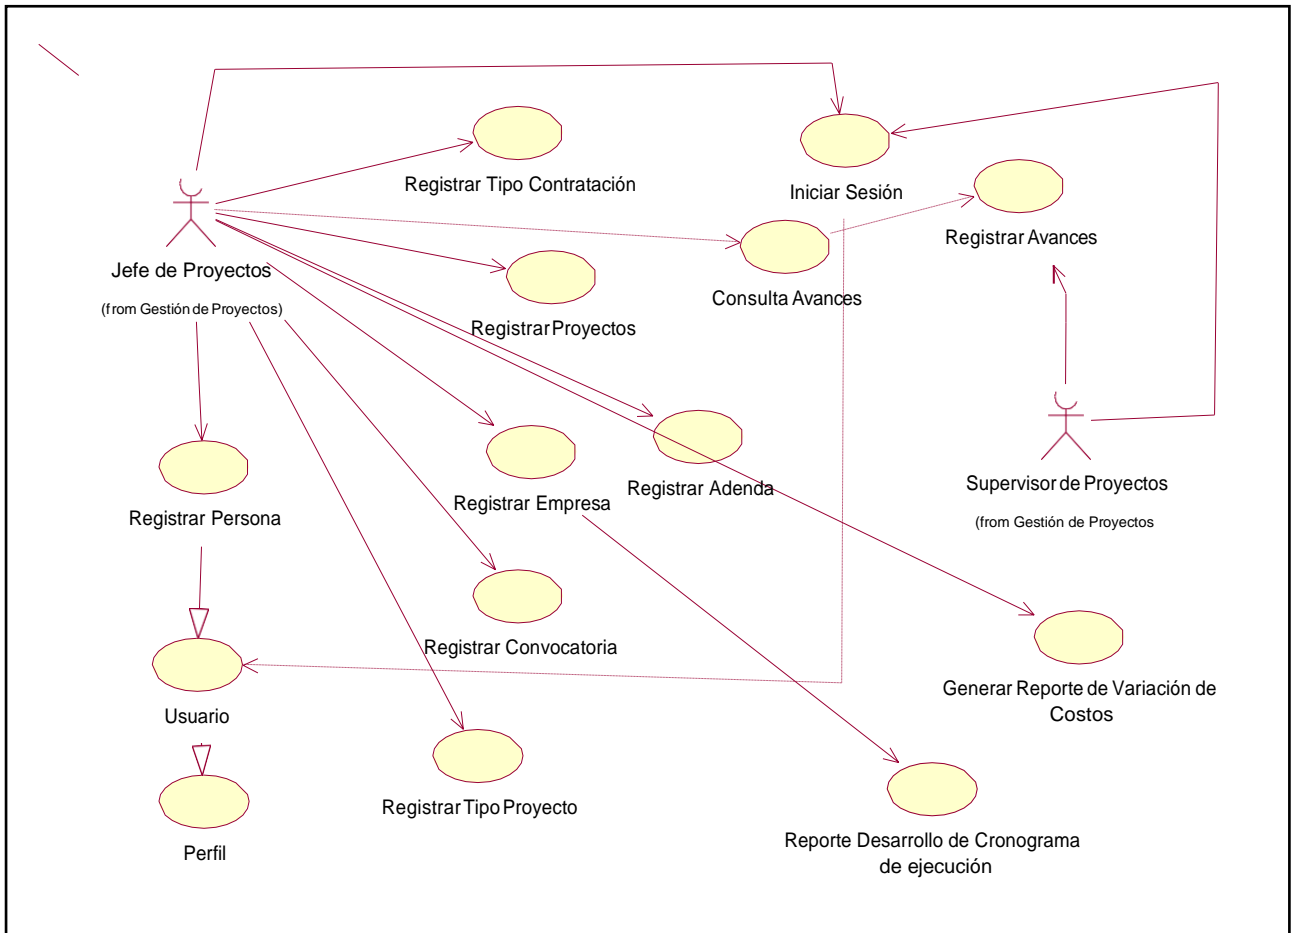 Registrar Tipo Contratación
Iniciar Sesión
Registrar Avances
Jefe de Proyectos
(from Gestión de Proyectos)
Consulta Avances
Registrar Proyectos
Registrar Persona
Registrar Empresa
Registrar Adenda
Supervisor de Proyectos
(from Gestión de Proyectos
Registrar Convocatoria
Usuario
Generar Reporte de Variación de
Costos
Registrar Tipo Proyecto
Perfil
Reporte Desarrollo de Cronograma
de ejecución